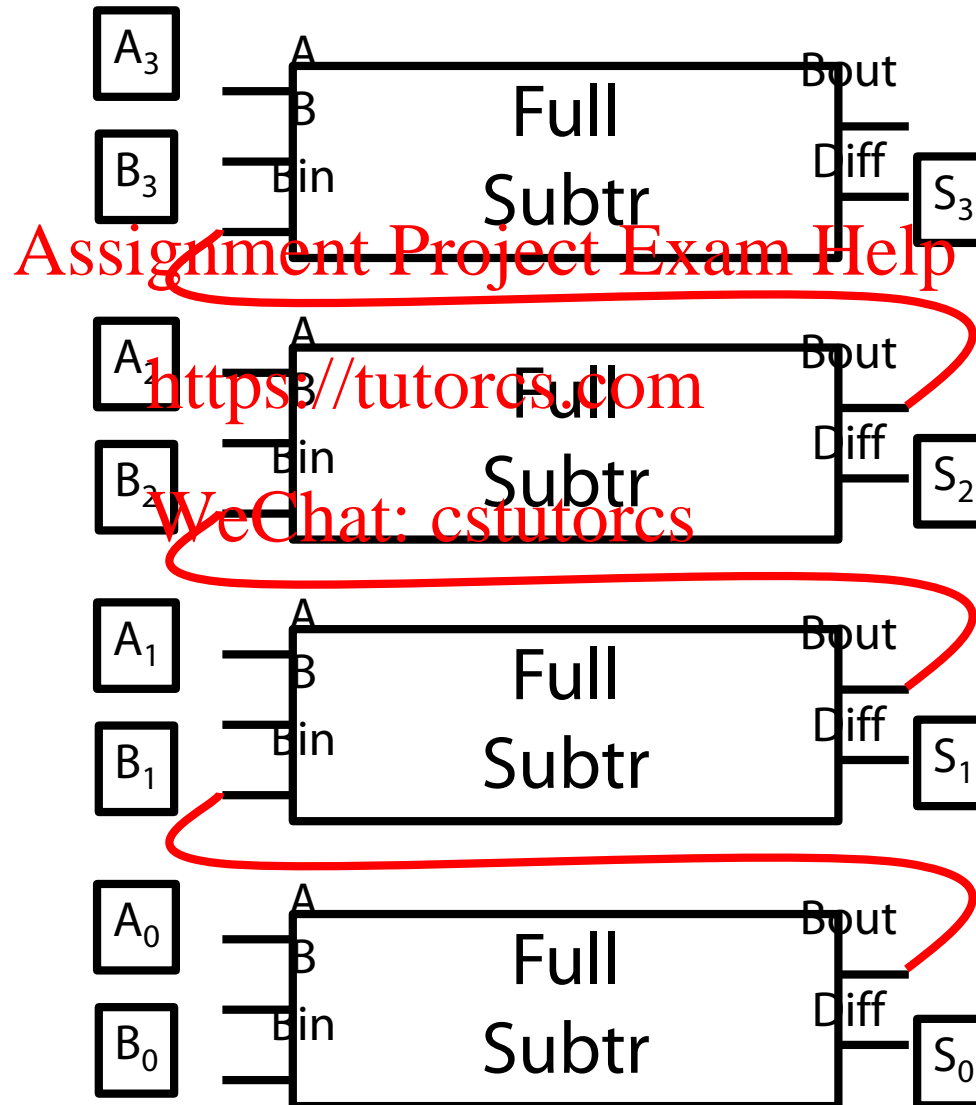 A3
A
Bout
B
Full
B3
Bin
Diff
Subtr
S3
Assignment Project Exam Help
A2
A
Bout
https://tutorcs.com
B
Full
Bin
Diff
B2
Subtr
S2
WeChat: cstutorcs
A1
A
Bout
B
Full
Bin
Diff
B1
Subtr
S1
A0
A
Bout
B
Full
Bin
Diff
B0
Subtr
S0